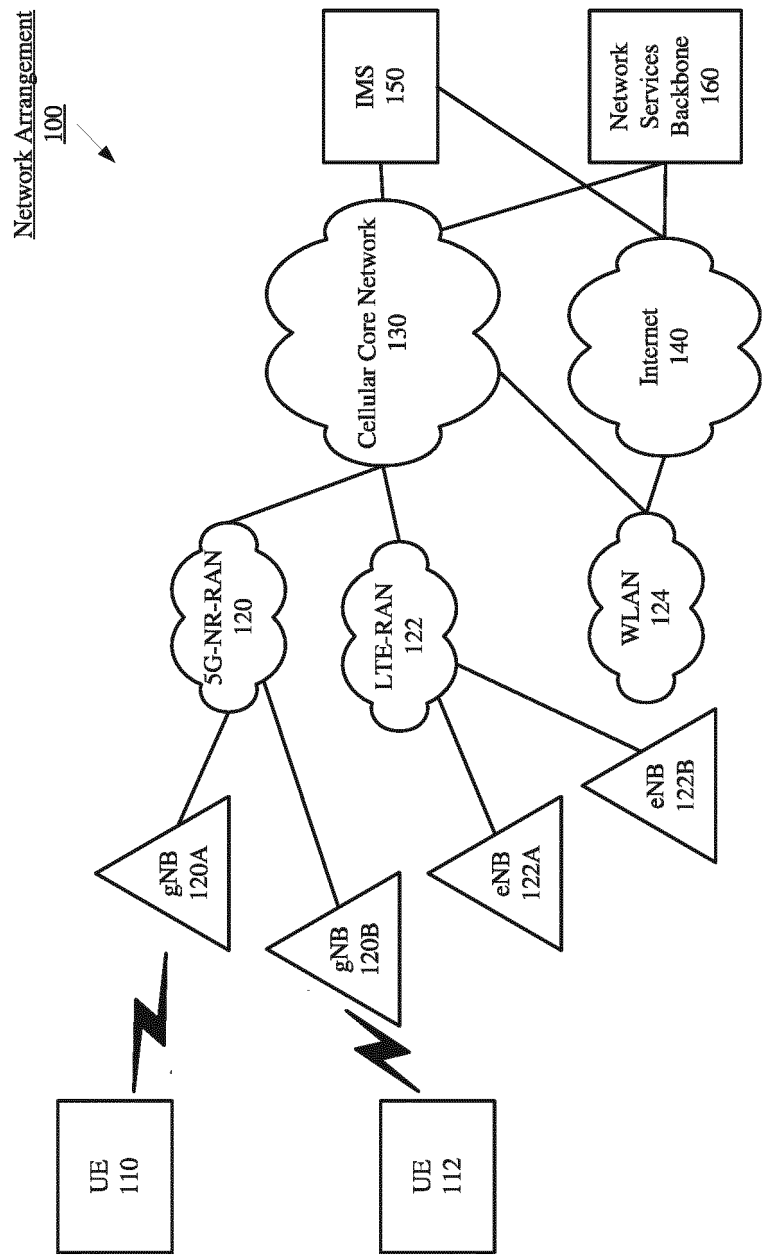 Network Arrangement
100
UE
110
UE
112
gNB
120A
gNB
120B
eNB
122A
eNB
122B
5G-NR-RAN
120
LTE-RAN
122
WLAN
124
Cellular Core Network
130
Internet
140
IMS
150
Network
Services
Backbone
160